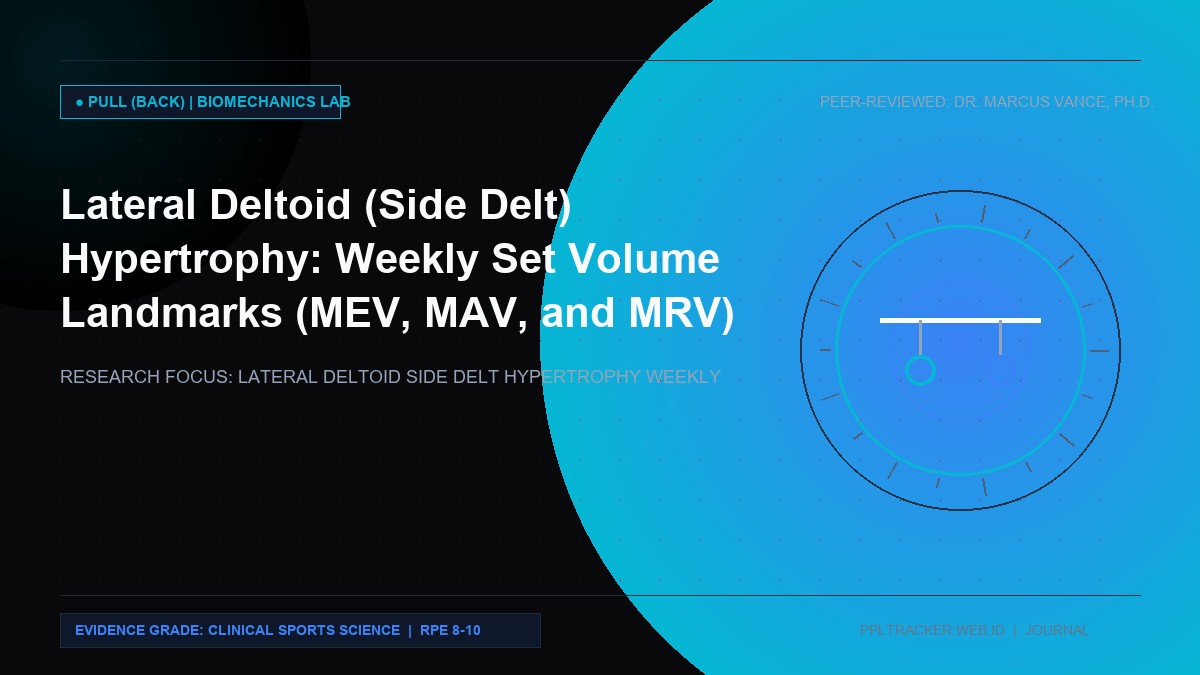 ● PULL (BACK) | BIOMECHANICS LAB
PEER-REVIEWED: DR. MARCUS VANCE, PH.D.
Lateral Deltoid (Side Delt)
Hypertrophy: Weekly Set Volume
Landmarks (MEV, MAV, and MRV)
RESEARCH FOCUS: LATERAL DELTOID SIDE DELT HYPERTROPHY WEEKLY
EVIDENCE GRADE: CLINICAL SPORTS SCIENCE | RPE 8-10
PPLTRACKER.WEB.ID | JOURNAL